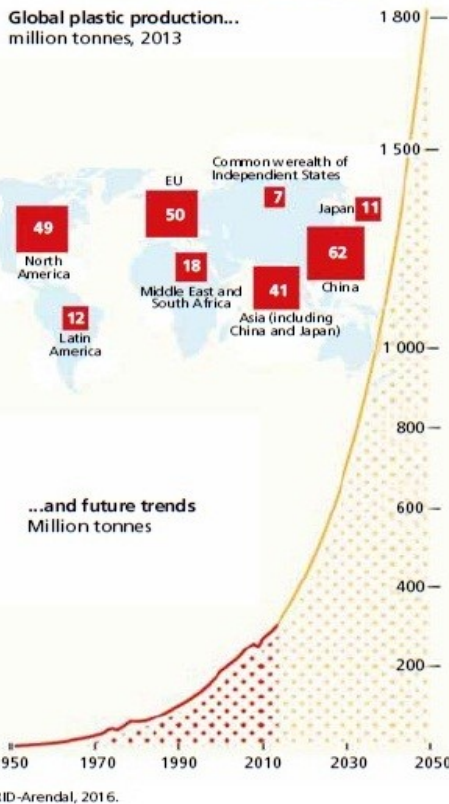 Global plastic production...
million tonnes, 2013
1 800
1 500
Commonwerealth of
Independent States
EU
7
Japan 11
50
49
62
18
North
America
China
Middle East and
South Africa
41
12
Asia (including
China and Japan)
Latin
America
1 000
800
...and future trends
Million tonnes
600
400
200
950
1970
1990
2010
2030
2050
ID-Arendal, 2016.